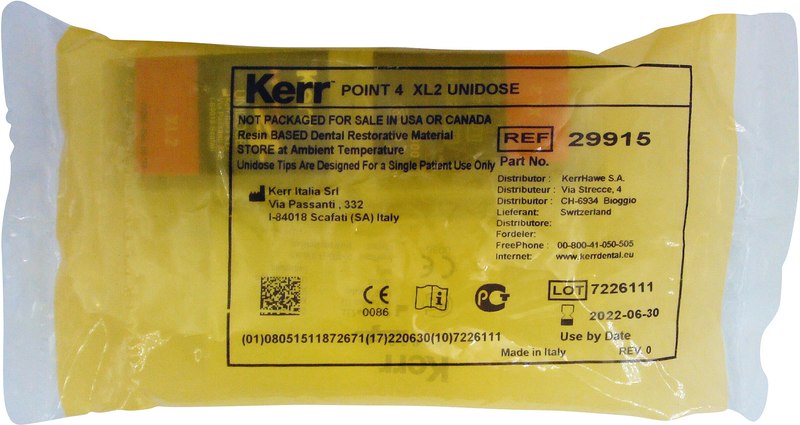 Kerr™ POINT 4 XL2 UNIDOSE
NOT PACKAGED FOR SALE IN USA OR CANADA
Resin BASED Dental Restorative Material
STORE at Ambient Temperature
Unidose Tips Are Designed For a Single Patient Use Only
REF 29915
Part No.
Kerr Italia Srl
Via Passanti , 332
I-84018 Scafati (SA) Italy
Distributor : KerrHawe S.A.
Distributeur : Via Strecce, 4
Distributor: CH-6934 Bioggio
Lieferant: Switzerland
Distributore:
Fordeler:
FreePhone : 00-800-41-050-505
Internet: www.kerrdental.eu
CE
0086
i
PCT
LOT 7226111
2022-06-30
Use by Date
(01)08051511872671(17)220630(10)7226111
Made in Italy REV. 0
XL2
XL2
Kerr